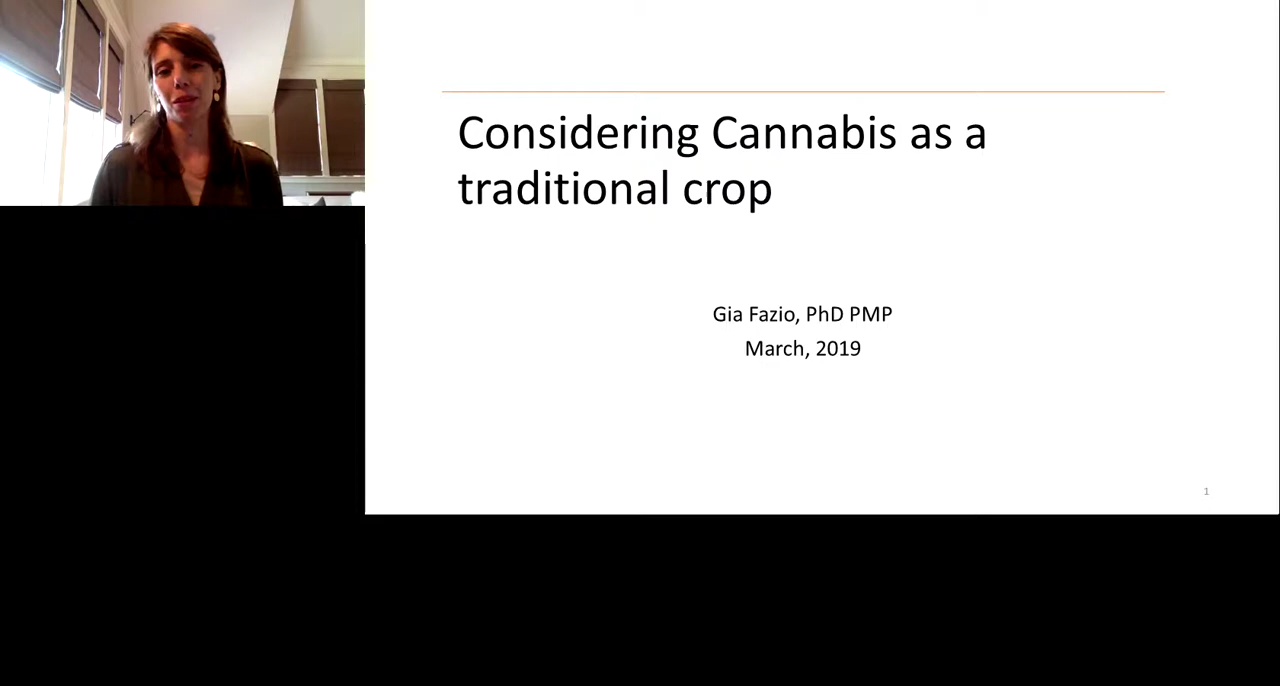 Considering Cannabis as a
traditional crop
Gia Fazio, PhD PMP
March, 2019
1